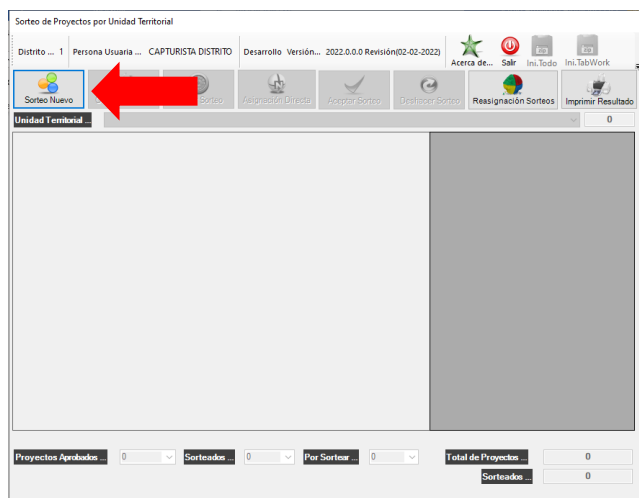 Sorteo de Proyectos por Unidad Territorial
Distrito ... 1 Persona Usuaria ... CAPTURISTA DISTRITO Desarrollo Versión... 2022.0.0.0 Revisión(02-02-2022) Acerca de... Salir Ini.Todo Ini.TabWork
Sorteo Nuevo Sorteo Asignación Directa Aceptar Sorteo Deshacer Sorteo Reasignación Sorteos Imprimir Resultado
Unidad Territorial ... 0
Proyectos Aprobados ... 0 Sorteados ... 0 Por Sortear ... 0 Total de Proyectos ... 0
Sorteados ... 0